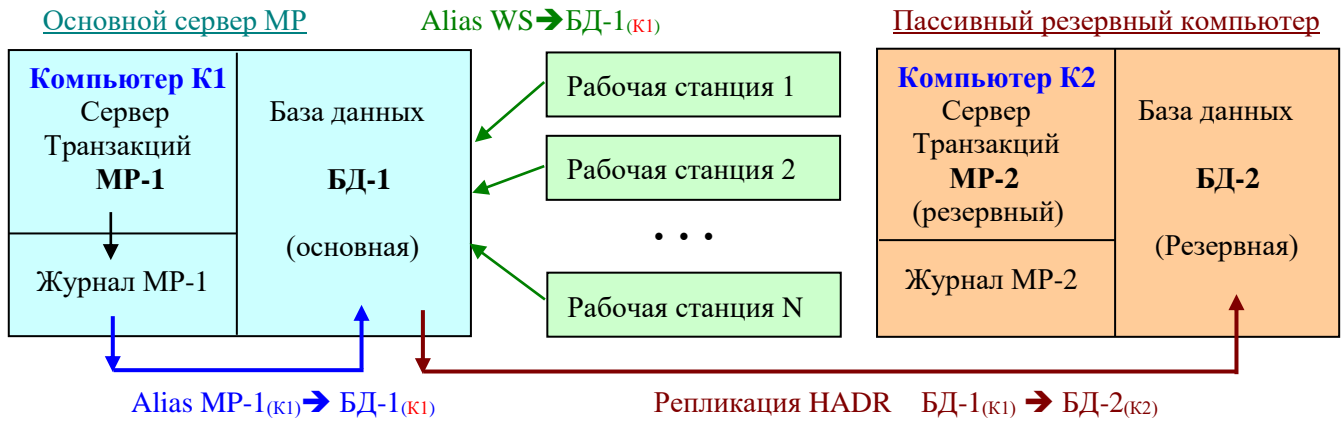 Основной сервер МР
Alias WS➔БД-1(К1)
Пассивный резервный компьютер
Компьютер К1
Сервер
Транзакций
МР-1
Журнал МР-1
База данных
БД-1
(основная)
Рабочая станция 1
Рабочая станция 2
. . .
Рабочая станция N
Компьютер К2
Сервер
Транзакций
МР-2
(резервный)
Журнал МР-2
База данных
БД-2
(Резервная)
Alias МР-1(К1)➔ БД-1(К1)
Репликация HADR БД-1(К1) ➔ БД-2(К2)